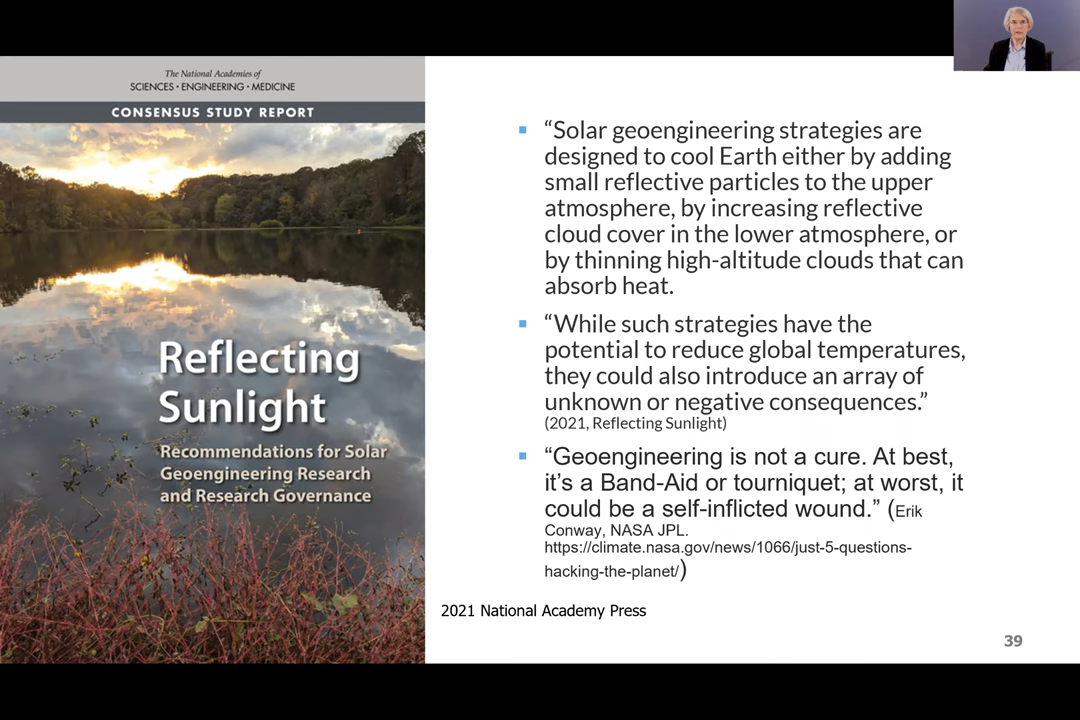 The National Academies of
SCIENCES • ENGINEERING • MEDICINE
CONSENSUS STUDY REPORT
Reflecting
Sunlight
Recommendations for Solar
Geoengineering Research
and Research Governance
“Solar geoengineering strategies are
designed to cool Earth either by adding
small reflective particles to the upper
atmosphere, by increasing reflective
cloud cover in the lower atmosphere, or
by thinning high-altitude clouds that can
absorb heat.
“While such strategies have the
potential to reduce global temperatures,
they could also introduce an array of
unknown or negative consequences.”
(2021, Reflecting Sunlight)
“Geoengineering is not a cure. At best,
it’s a Band-Aid or tourniquet; at worst, it
could be a self-inflicted wound.” (Erik
Conway, NASA JPL.
https://climate.nasa.gov/news/1066/just-5-questions-
hacking-the-planet/)
2021 National Academy Press
39